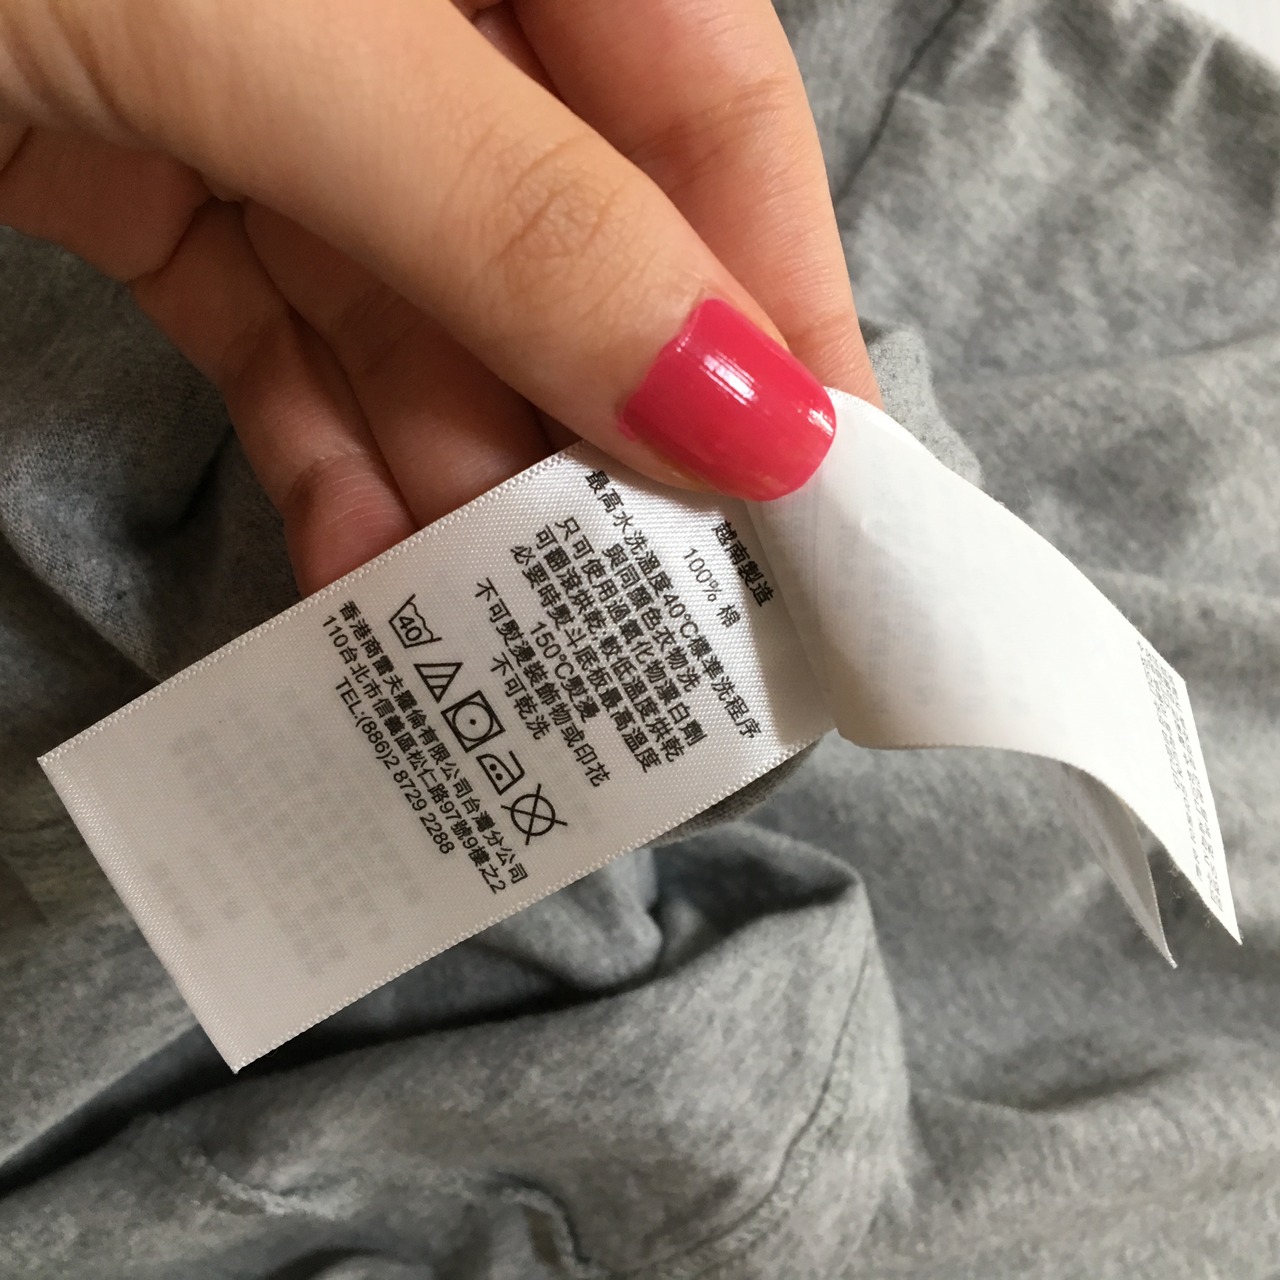 越南製造
100% 棉
最高水洗溫度40℃標準洗程序
與同顏色衣物洗
只可使用過氧化物漂白劑
可翻滾烘乾,較低溫度烘乾
必要時熨斗底板最高溫度
150℃熨燙
不可熨燙裝飾物或印花
不可乾洗
40
香港商雷夫羅倫有限公司台灣分公司
110台北市信義區松仁路97號9樓之2
TEL:(886)2 8729 2288